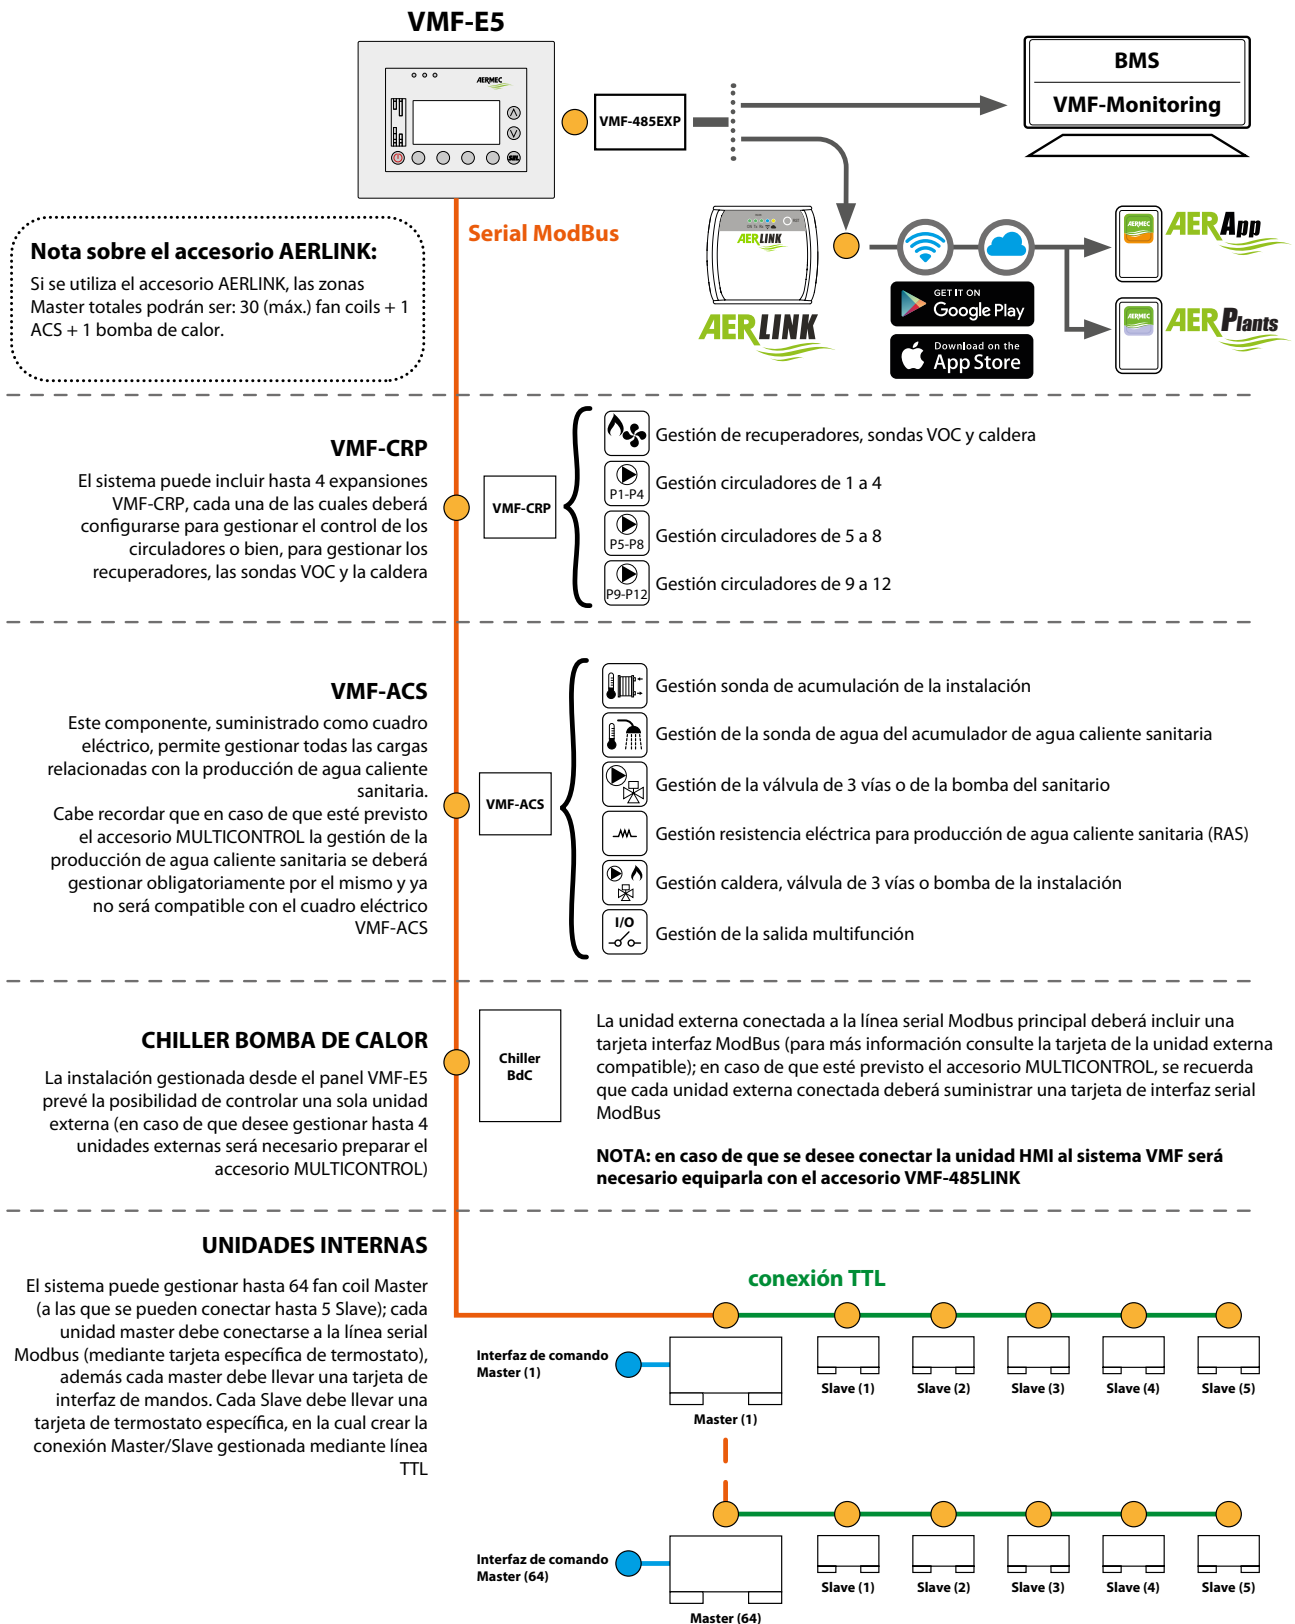 VMF-E5
AERMEC
SEL
VMF-485EXP
BMS
VMF-Monitoring
Serial ModBus
Nota sobre el accesorio AERLINK:
Si se utiliza el accesorio AERLINK, las zonas
Master totales podrán ser: 30 (máx.) fan coils + 1
ACS + 1 bomba de calor.
AERLINK
AERLINK
GET IT ON
Google Play
Download on the
App Store
AERMEC
AERApp
AERMEC
AERPlants
VMF-CRP
El sistema puede incluir hasta 4 expansiones
VMF-CRP, cada una de las cuales deberá
configurarse para gestionar el control de los
circuladores o bien, para gestionar los
recuperadores, las sondas VOC y la caldera
VMF-CRP
Gestión de recuperadores, sondas VOC y caldera
P1-P4
Gestión circuladores de 1 a 4
P5-P8
Gestión circuladores de 5 a 8
P9-P12
Gestión circuladores de 9 a 12
VMF-ACS
Este componente, suministrado como cuadro
eléctrico, permite gestionar todas las cargas
relacionadas con la producción de agua caliente
sanitaria.
Cabe recordar que en caso de que esté previsto
el accesorio MULTICONTROL la gestión de la
producción de agua caliente sanitaria se deberá
gestionar obligatoriamente por el mismo y ya
no será compatible con el cuadro eléctrico
VMF-ACS
VMF-ACS
Gestión sonda de acumulación de la instalación
Gestión de la sonda de agua del acumulador de agua caliente sanitaria
Gestión de la válvula de 3 vías o de la bomba del sanitario
Gestión resistencia eléctrica para producción de agua caliente sanitaria (RAS)
Gestión caldera, válvula de 3 vías o bomba de la instalación
I/O
Gestión de la salida multifunción
CHILLER BOMBA DE CALOR
La instalación gestionada desde el panel VMF-E5
prevé la posibilidad de controlar una sola unidad
externa (en caso de que desee gestionar hasta 4
unidades externas será necesario preparar el
accesorio MULTICONTROL)
Chiller
BdC
La unidad externa conectada a la línea serial Modbus principal deberá incluir una
tarjeta interfaz ModBus (para más información consulte la tarjeta de la unidad externa
compatible); en caso de que esté previsto el accesorio MULTICONTROL, se recuerda
que cada unidad externa conectada deberá suministrar una tarjeta de interfaz serial
ModBus
NOTA: en caso de que se desee conectar la unidad HMI al sistema VMF será
necesario equiparla con el accesorio VMF-485LINK
UNIDADES INTERNAS
El sistema puede gestionar hasta 64 fan coil Master
(a las que se pueden conectar hasta 5 Slave); cada
unidad master debe conectarse a la línea serial
Modbus (mediante tarjeta específica de termostato),
además cada master debe llevar una tarjeta de
interfaz de mandos. Cada Slave debe llevar una
tarjeta de termostato específica, en la cual crear la
conexión Master/Slave gestionada mediante línea
TTL
conexión TTL
Interfaz de comando
Master (1)
Master (1)
Slave (1)
Slave (2)
Slave (3)
Slave (4)
Slave (5)
Interfaz de comando
Master (64)
Master (64)
Slave (1)
Slave (2)
Slave (3)
Slave (4)
Slave (5)